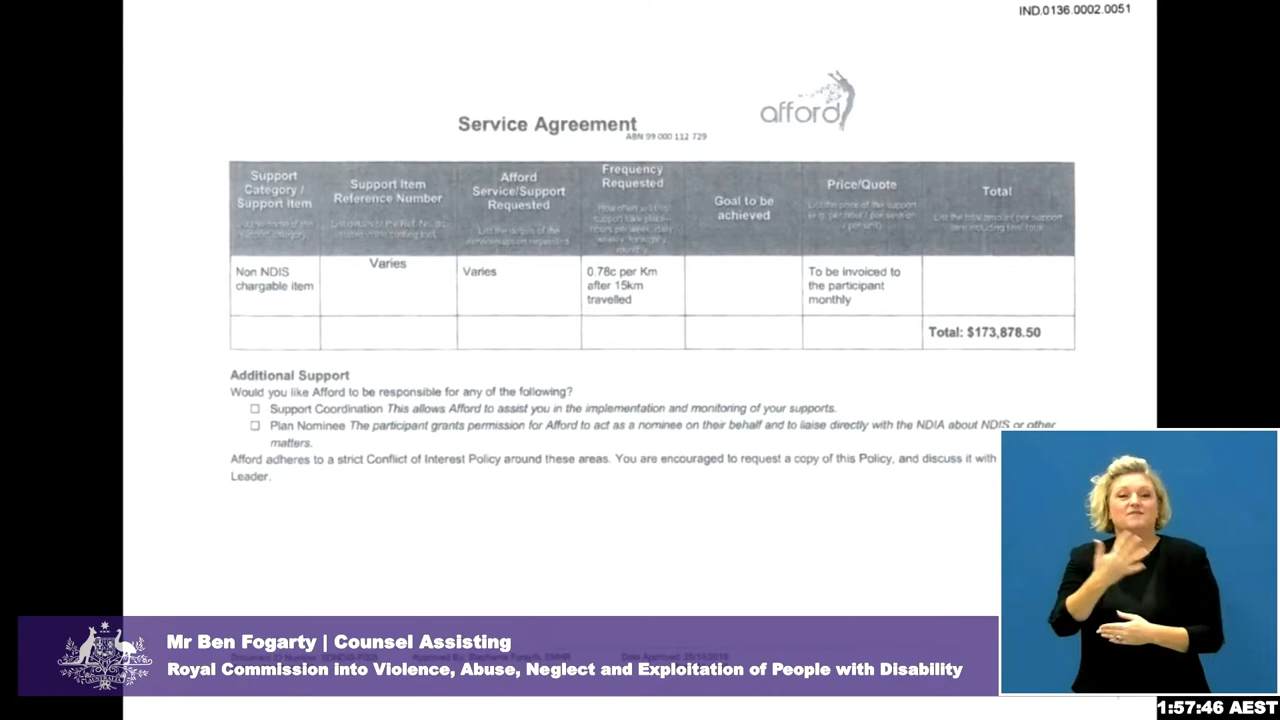 IND.0136.0002.0051
afford
Service Agreement
ABN 99 000 112 729
Support Category / Support Item
Support Item Reference Number
Afford Service/Support Requested
Frequency Requested
Goal to be achieved
Price/Quote
Total
List the total amount per support
Non NDIS chargable item
Varies
Varies
0.78c per Km after 15km travelled
To be invoiced to the participant monthly
Total: $173,878.50
Additional Support
Would you like Afford to be responsible for any of the following?
☐ Support Coordination This allows Afford to assist you in the implementation and monitoring of your supports.
☐ Plan Nominee The participant grants permission for Afford to act as a nominee on their behalf and to liaise directly with the NDIA about NDIS or other
matters.
Afford adheres to a strict Conflict of Interest Policy around these areas. You are encouraged to request a copy of this Policy, and discuss it with
Leader.
Mr Ben Fogarty | Counsel Assisting
Royal Commission into Violence, Abuse, Neglect and Exploitation of People with Disability
1:57:46 AEST